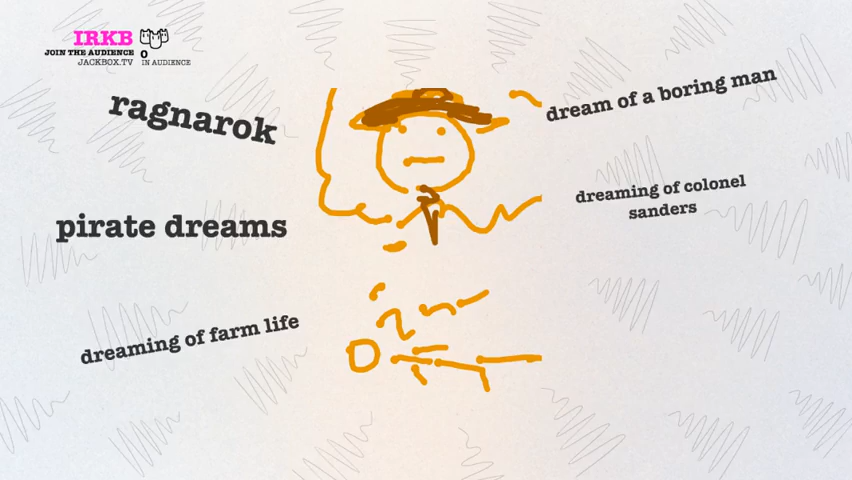 IRKB
JOIN THE AUDIENCE
JACKBOX.TV
0
IN AUDIENCE
ragnarok
dream of a boring man
pirate dreams
dreaming of colonel
sanders
dreaming of farm life